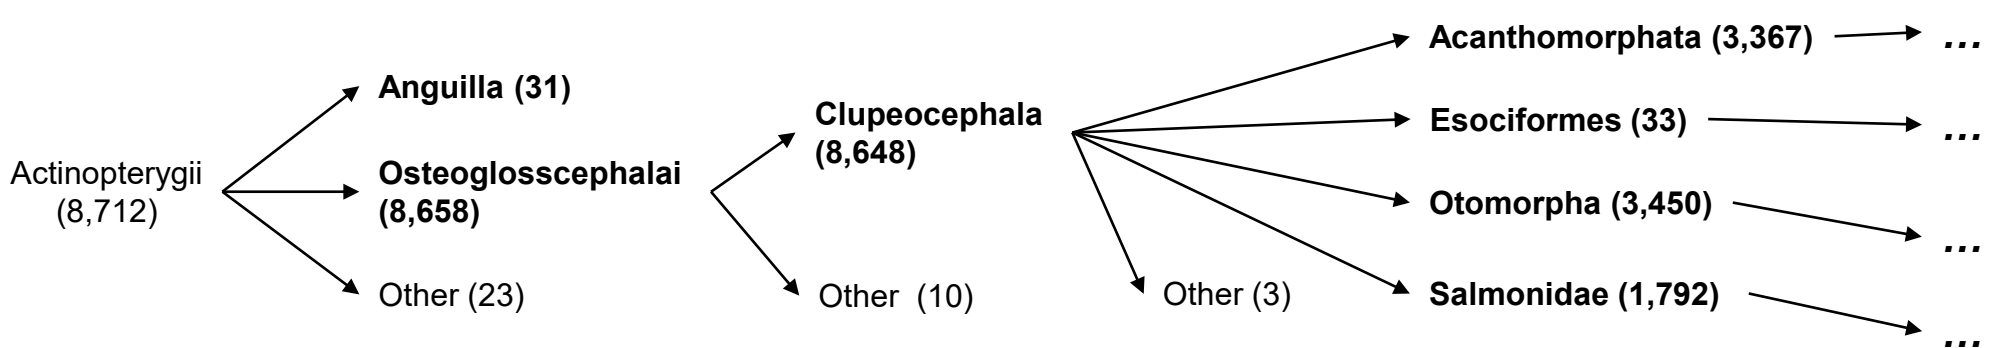 Actinopterygii
(8,712)
Anguilla (31)
Osteoglosscephalai
(8,658)
Other (23)
Clupeocephala
(8,648)
Other (10)
Other (3)
Acanthomorphata (3,367)
...
Esociformes (33)
...
Otomorpha (3,450)
...
Salmonidae (1,792)
...